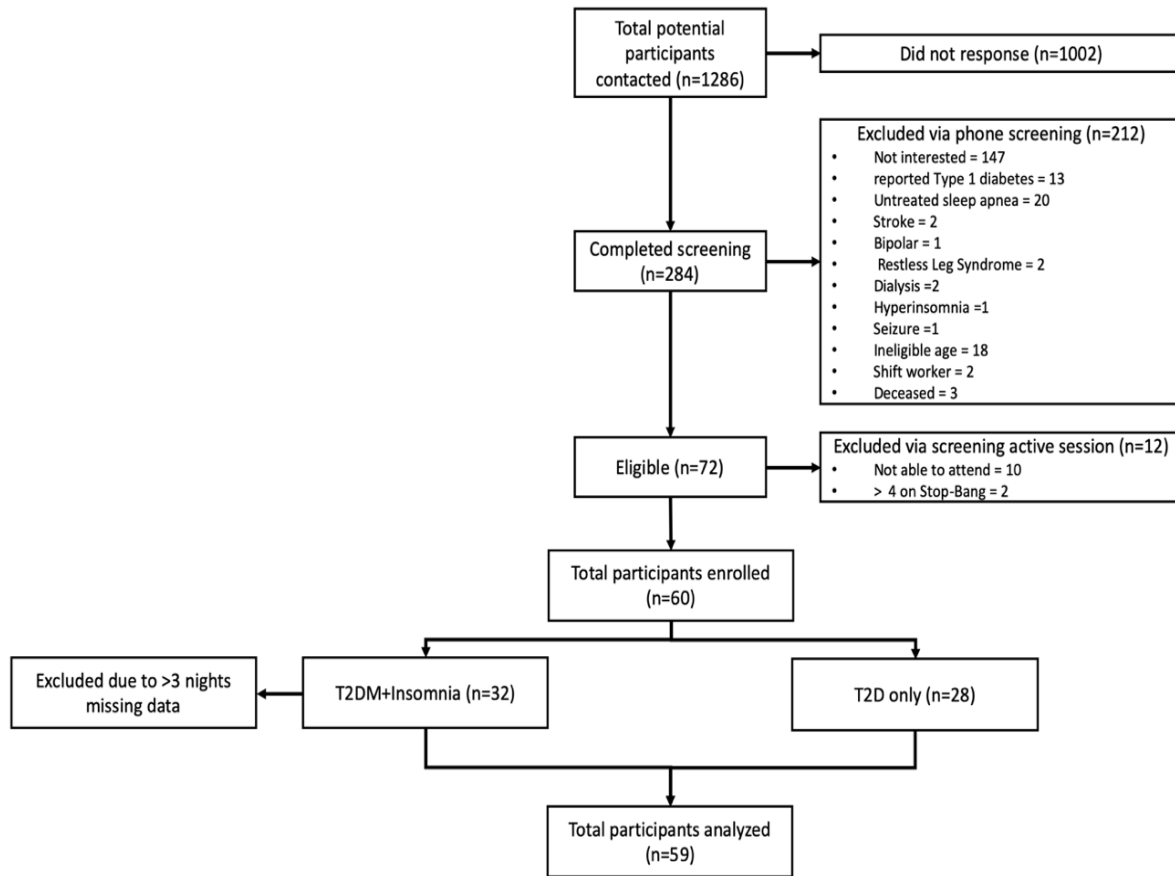 Total potential
participants
contacted (n=1286)
Did not response (n=1002)
Excluded via phone screening (n=212)
• Not interested = 147
• reported Type 1 diabetes = 13
• Untreated sleep apnea = 20
• Stroke = 2
• Bipolar = 1
• Restless Leg Syndrome = 2
• Dialysis =2
• Hyperinsomnia =1
• Seizure =1
• Ineligible age = 18
• Shift worker = 2
• Deceased = 3
Completed screening
(n=284)
Eligible (n=72)
Excluded via screening active session (n=12)
• Not able to attend = 10
• > 4 on Stop-Bang = 2
Total participants enrolled
(n=60)
Excluded due to >3 nights
missing data
T2DM+Insomnia (n=32)
T2D only (n=28)
Total participants analyzed
(n=59)